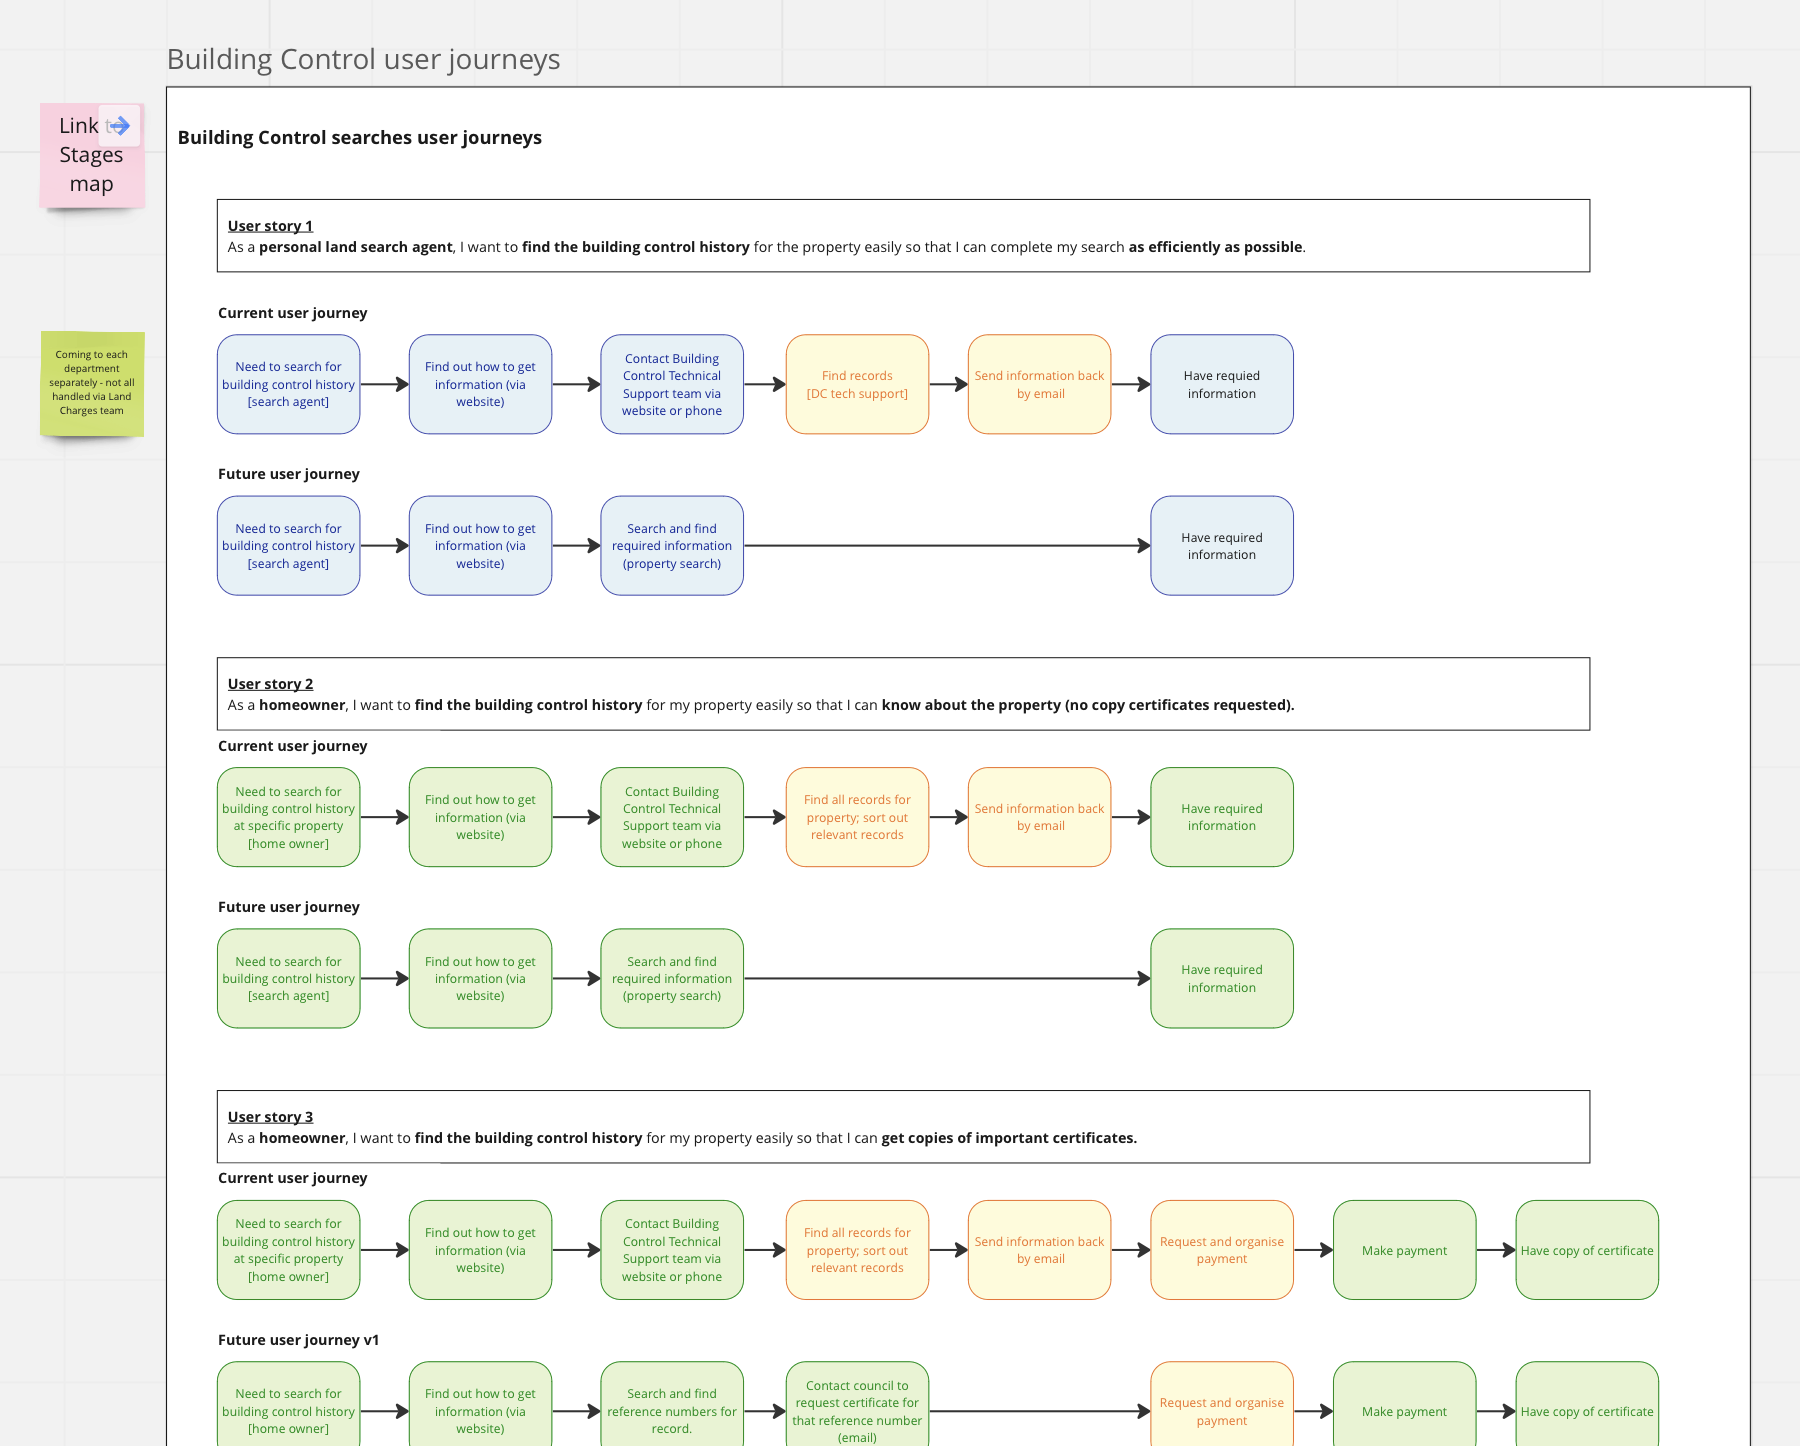 Building Control user journeys
Link to
Stages
map
Coming to each
department
separately - not all
handled via Land
Charges team
Building Control searches user journeys
User story 1
As a personal land search agent, I want to find the building control history for the property easily so that I can complete my search as efficiently as possible.
Current user journey
Need to search for
building control history
[search agent]
Find out how to get
information (via
website)
Contact Building
Control Technical
Support team via
website or phone
Find records
[DC tech support]
Send information back
by email
Have requied
information
Future user journey
Need to search for
building control history
[search agent]
Find out how to get
information (via
website)
Search and find
required information
(property search)
Have required
information
User story 2
As a homeowner, I want to find the building control history for my property easily so that I can know about the property (no copy certificates requested).
Current user journey
Need to search for
building control history
at specific property
[home owner]
Find out how to get
information (via
website)
Contact Building
Control Technical
Support team via
website or phone
Find all records for
property; sort out
relevant records
Send information back
by email
Have required
information
Future user journey
Need to search for
building control history
[search agent]
Find out how to get
information (via
website)
Search and find
required information
(property search)
Have required
information
User story 3
As a homeowner, I want to find the building control history for my property easily so that I can get copies of important certificates.
Current user journey
Need to search for
building control history
at specific property
[home owner]
Find out how to get
information (via
website)
Contact Building
Control Technical
Support team via
website or phone
Find all records for
property; sort out
relevant records
Send information back
by email
Request and organise
payment
Make payment
Have copy of certificate
Future user journey v1
Need to search for
building control history
[home owner]
Find out how to get
information (via
website)
Search and find
reference numbers for
record.
Contact council to
request certificate for
that reference number
(email)
Request and organise
payment
Make payment
Have copy of certificate